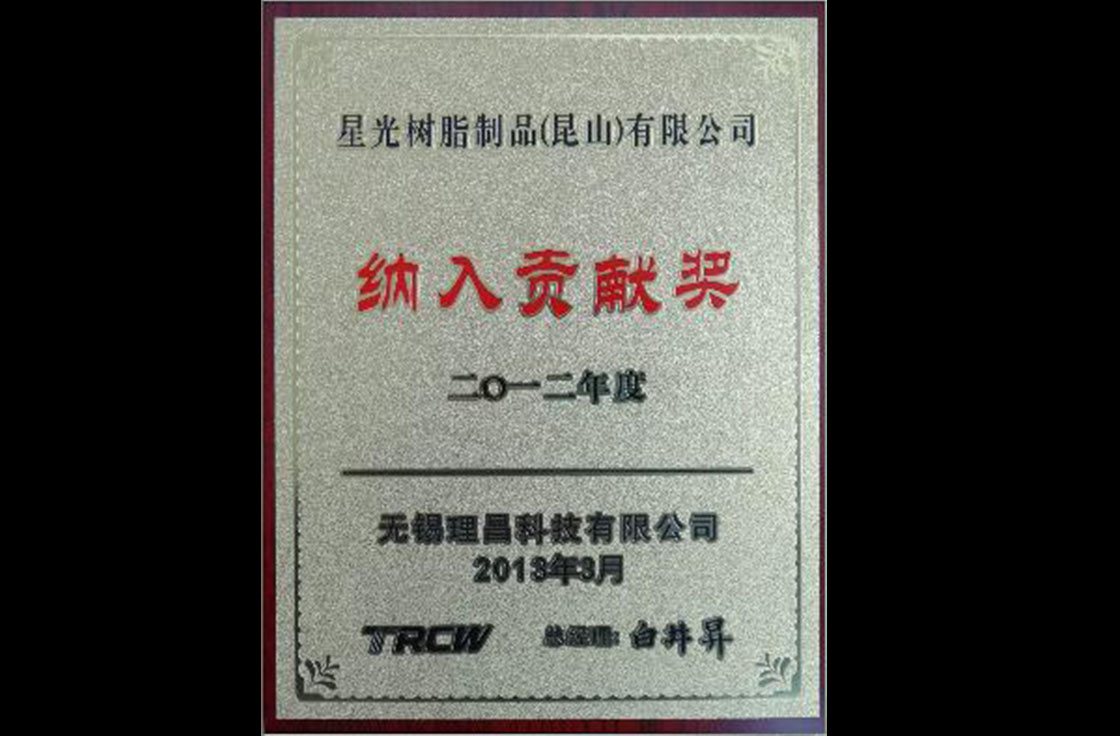 星光树脂制品(昆山)有限公司
纳入贡献奖
二〇一二年度
无锡理昌科技有限公司
2013年3月
TRCW 总经理: 白井昇